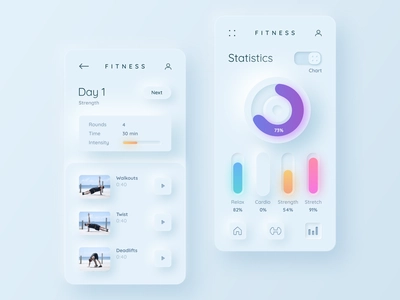 FITNESS
Day 1
Strength
Next
Rounds 4
Time 30 min
Intensity
Walkouts
0:40
Twist
0:40
Deadlifts
0:40
FITNESS
Statistics
Chart
73%
Relax Cardio Strength Stretch
82% 0% 54% 91%